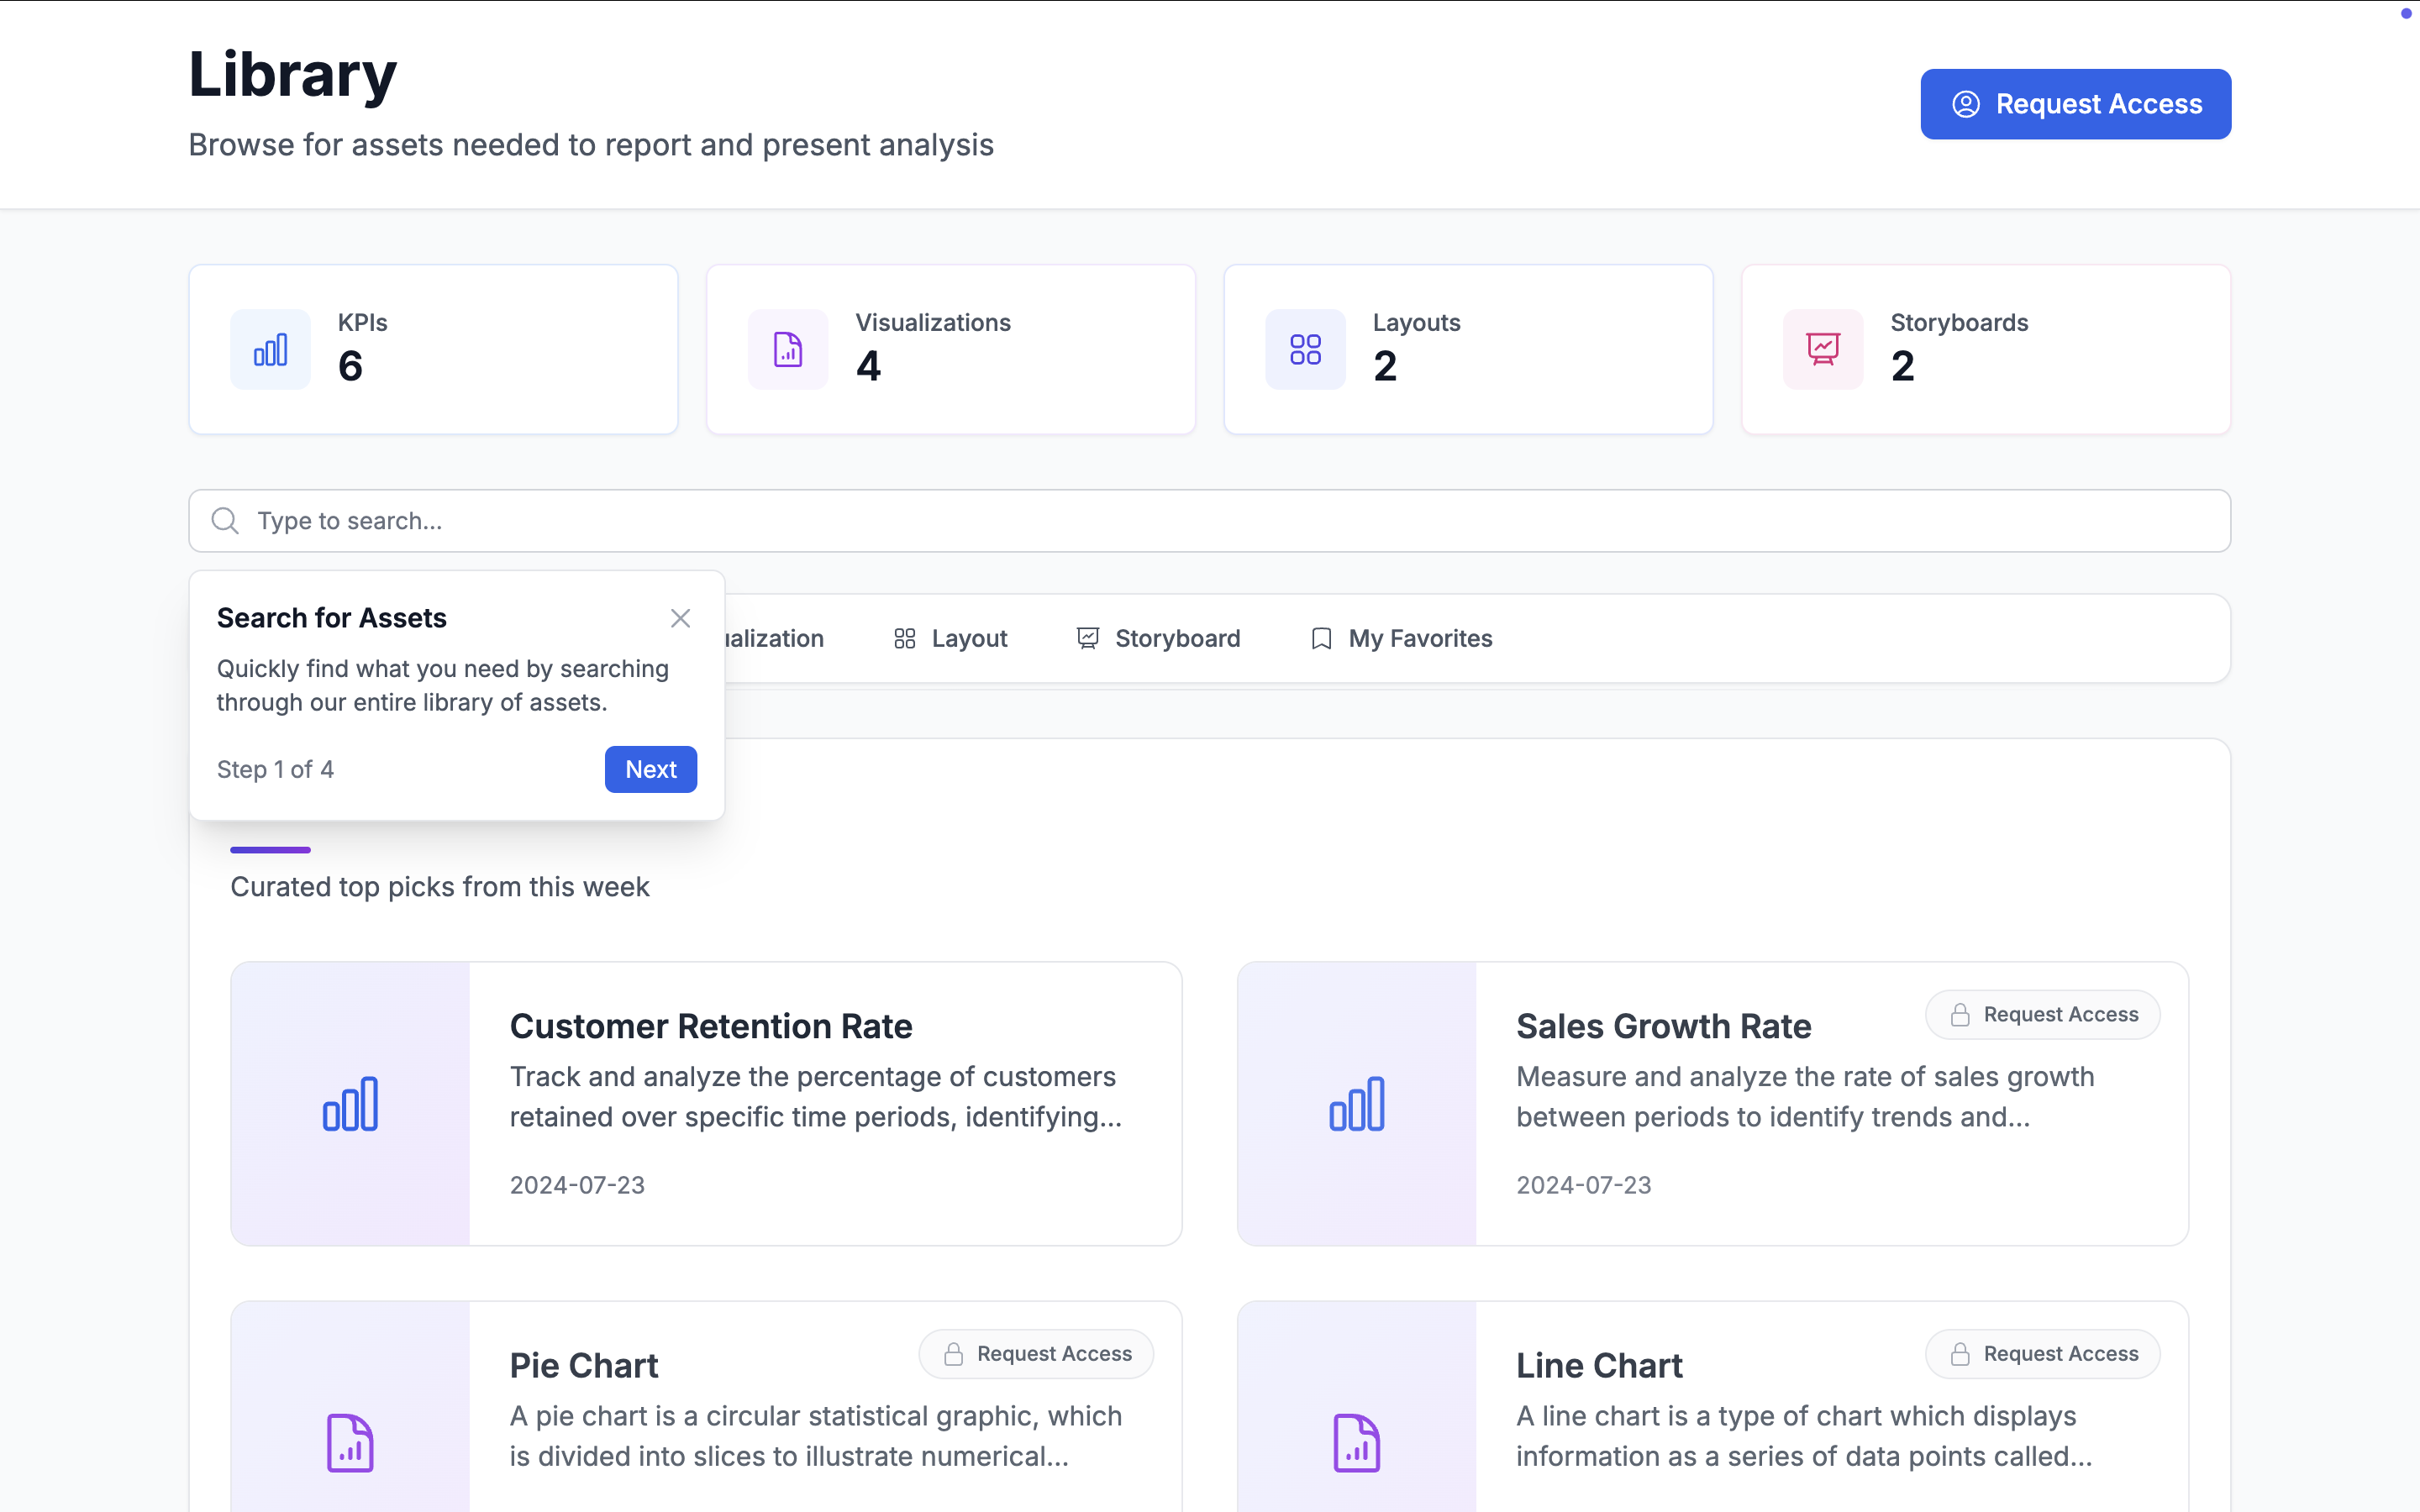 Library
Browse for assets needed to report and present analysis
Request Access
KPIs
6
Visualizations
4
Layouts
2
Storyboards
2
Type to search...
Search for Assets
Quickly find what you need by searching
through our entire library of assets.
Step 1 of 4
Next
ualization
Layout
Storyboard
My Favorites
Curated top picks from this week
Customer Retention Rate
Track and analyze the percentage of customers
retained over specific time periods, identifying...
2024-07-23
Sales Growth Rate
Request Access
Measure and analyze the rate of sales growth
between periods to identify trends and...
2024-07-23
Pie Chart
Request Access
A pie chart is a circular statistical graphic, which
is divided into slices to illustrate numerical...
Line Chart
Request Access
A line chart is a type of chart which displays
information as a series of data points called...